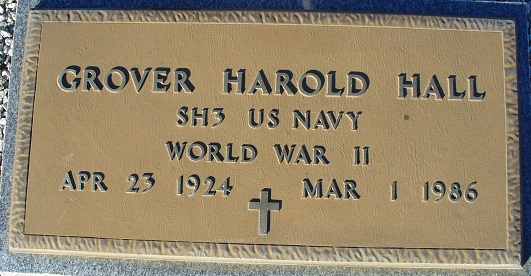 GROVER HAROLD HALL
SH3 US NAVY
WORLD WAR II
APR 23 1924 MAR 1 1986